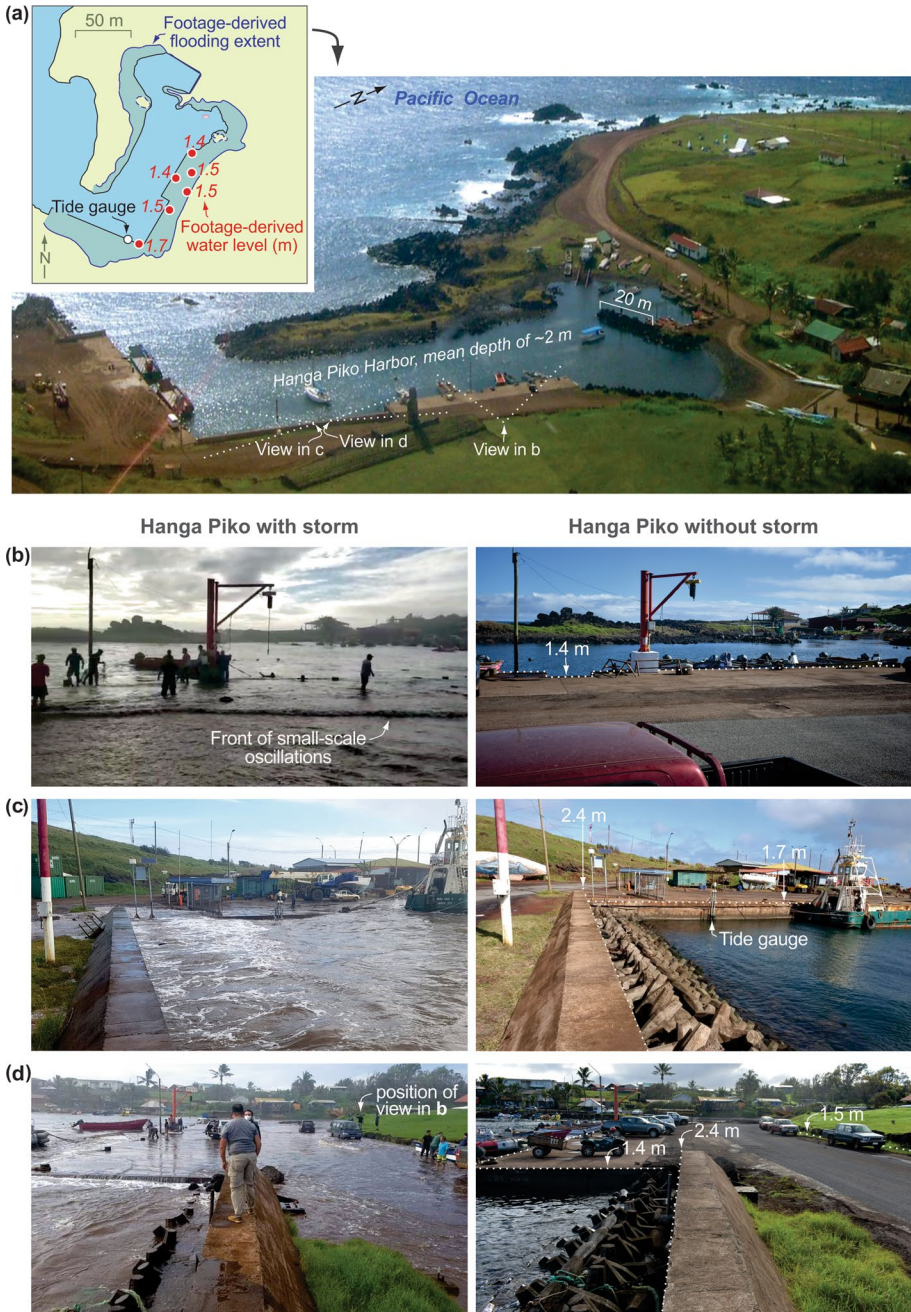 (a)
50 m
Footage-derived
flooding extent
N
Pacific Ocean
1.4
1.4
1.5
1.5
1.5
1.7
Tide gauge
Footage-derived
water level (m)
N
20 m
Hanga Piko Harbor, mean depth of ~2 m
View in c
View in d
View in b
Hanga Piko with storm
Hanga Piko without storm
(b)
Front of small-scale
oscillations
1.4 m
(c)
2.4 m
1.7 m
Tide gauge
(d)
position of
view in b
1.4 m
2.4 m
1.5 m